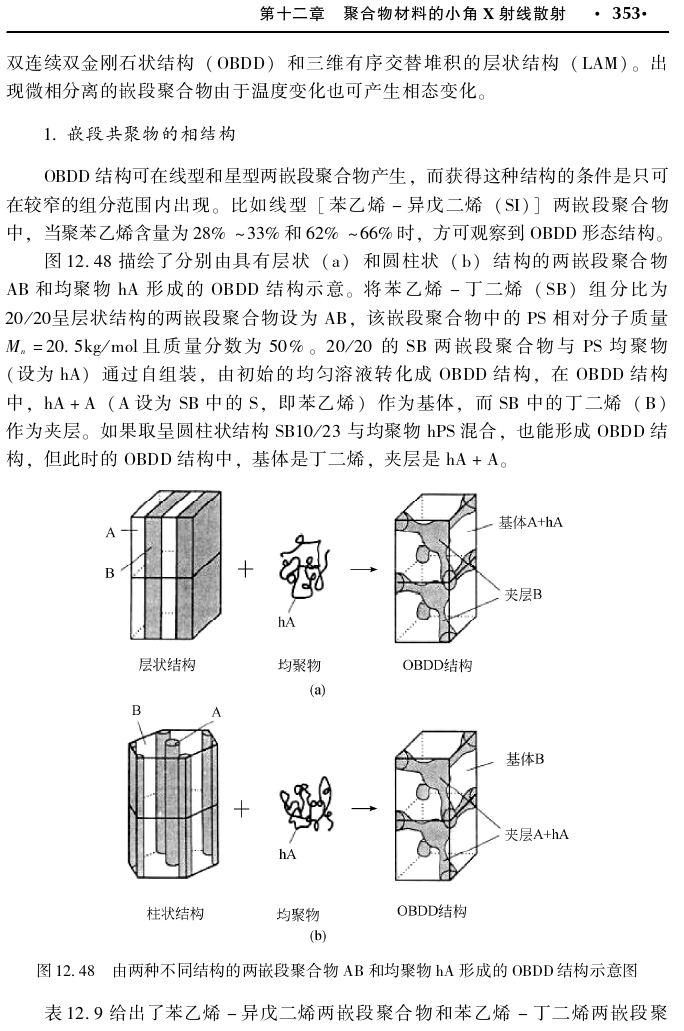 第十二章 聚合物材料的小角 X 射线散射 · 353·
双连续双金刚石状结构（OBDD）和三维有序交替堆积的层状结构（LAM）。出
现微相分离的嵌段聚合物由于温度变化也可产生相态变化。
1. 嵌段共聚物的相结构
OBDD 结构可在线型和星型两嵌段聚合物产生，而获得这种结构的条件是只可
在较窄的组分范围内出现。比如线型［苯乙烯－异戊二烯（SI)］两嵌段聚合物
中，当聚苯乙烯含量为 28% ~33% 和 62% ~66% 时，方可观察到 OBDD 形态结构。
图 12. 48 描绘了分别由具有层状（a）和圆柱状（b）结构的两嵌段聚合物
AB 和均聚物 hA 形成的 OBDD 结构示意。将苯乙烯－丁二烯（SB）组分比为
20/20呈层状结构的两嵌段聚合物设为 AB，该嵌段聚合物中的 PS 相对分子质量
Mn =20. 5kg/mol 且质量分数为 50% 。20/20 的 SB 两嵌段聚合物与 PS 均聚物
(设为 hA）通过自组装，由初始的均匀溶液转化成 OBDD 结构，在 OBDD 结构
中，hA + A （A 设为 SB 中的 S，即苯乙烯）作为基体，而 SB 中的丁二烯（B）
作为夹层。如果取呈圆柱状结构 SB10/23 与均聚物 hPS 混合，也能形成 OBDD 结
构，但此时的 OBDD 结构中，基体是丁二烯，夹层是 hA + A。
A
B
+
hA
基体A+hA
夹层B
层状结构 均聚物 OBDD结构
(a)
B A
+
hA
基体B
夹层A+hA
柱状结构 均聚物 OBDD结构
(b)
图 12. 48 由两种不同结构的两嵌段聚合物 AB 和均聚物 hA 形成的 OBDD 结构示意图
表 12. 9 给出了苯乙烯－异戊二烯两嵌段聚合物和苯乙烯－丁二烯两嵌段聚